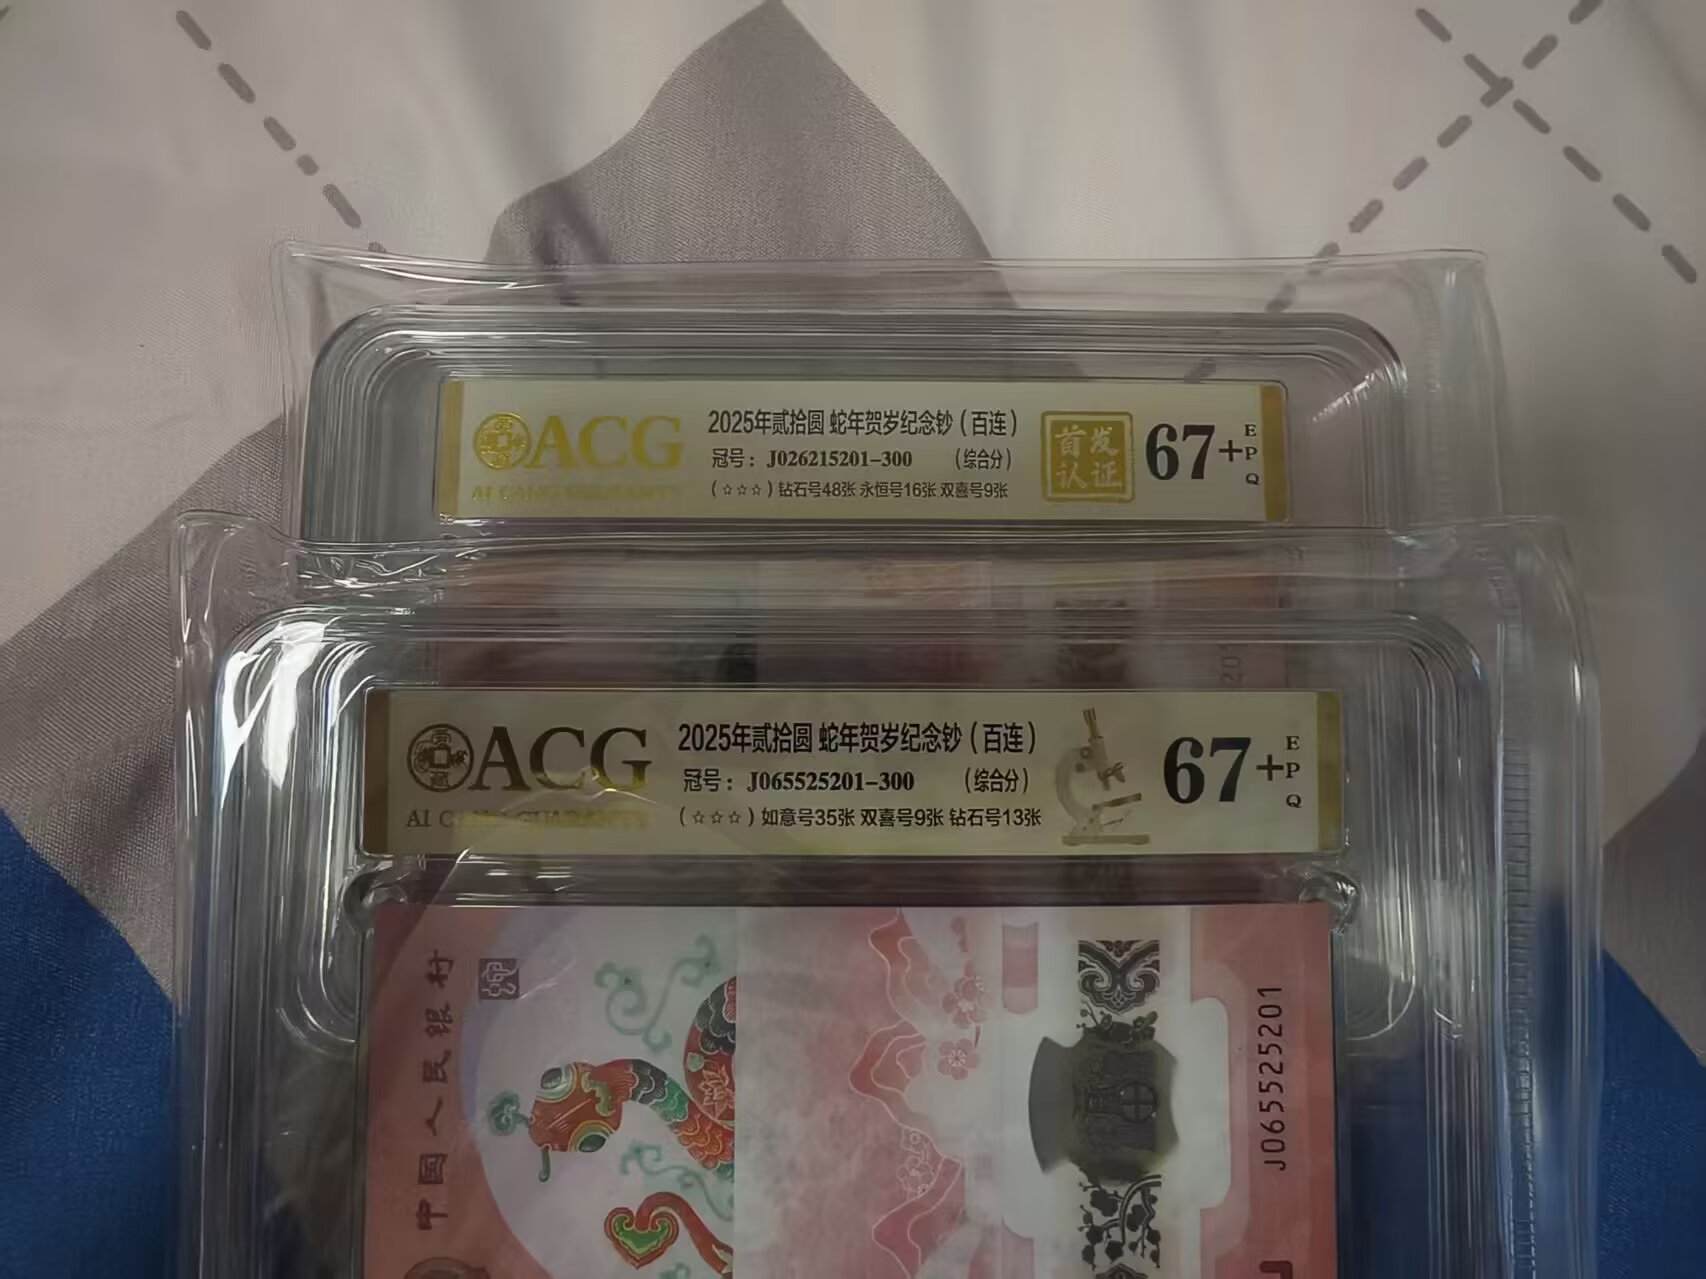 ACG
2025年贰拾圆 蛇年贺岁纪念钞（百连）
冠号：J026215201-300 （综合分）
（☆☆☆）钻石号48张 永恒号16张 双喜号9张
首发
认证
67+
EPQ
ACG
2025年贰拾圆 蛇年贺岁纪念钞（百连）
冠号：J065525201-300 （综合分）
（☆☆☆）如意号35张 双喜号9张 钻石号13张
67+
EPQ
中国人民银行
J065525201